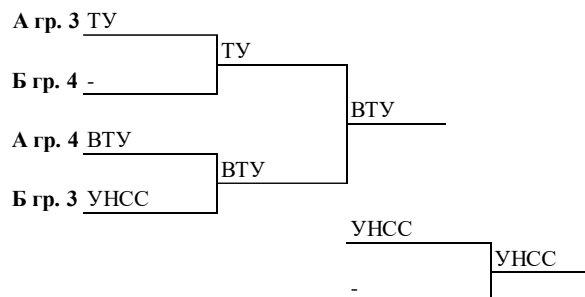 А гр. 3 ТУ
ТУ
Б гр. 4 -
ВТУ
А гр. 4 ВТУ
ВТУ
Б гр. 3 УНСС
УНСС
УНСС
-